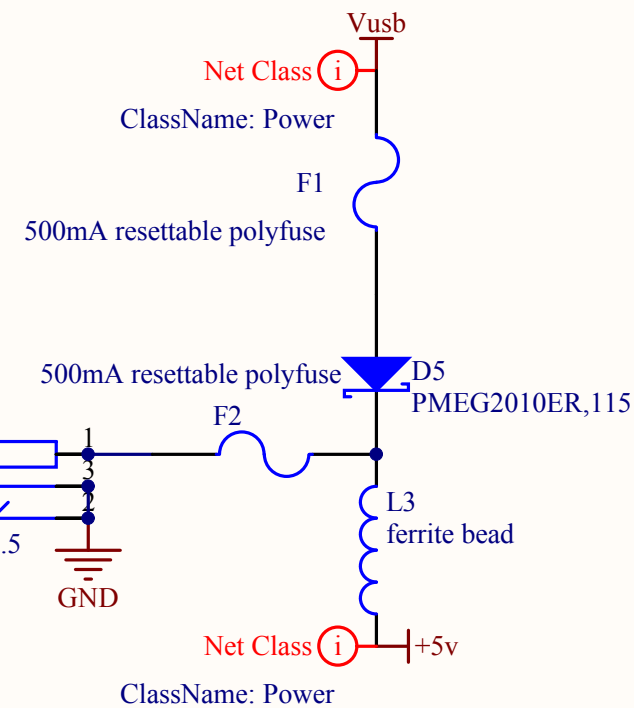 Vusb
Net Class i
ClassName: Power
F1
500mA resettable polyfuse
500mA resettable polyfuse
D5
PMEG2010ER,115
F2
1
3
2
L3
ferrite bead
.5
GND
Net Class i
+5v
ClassName: Power